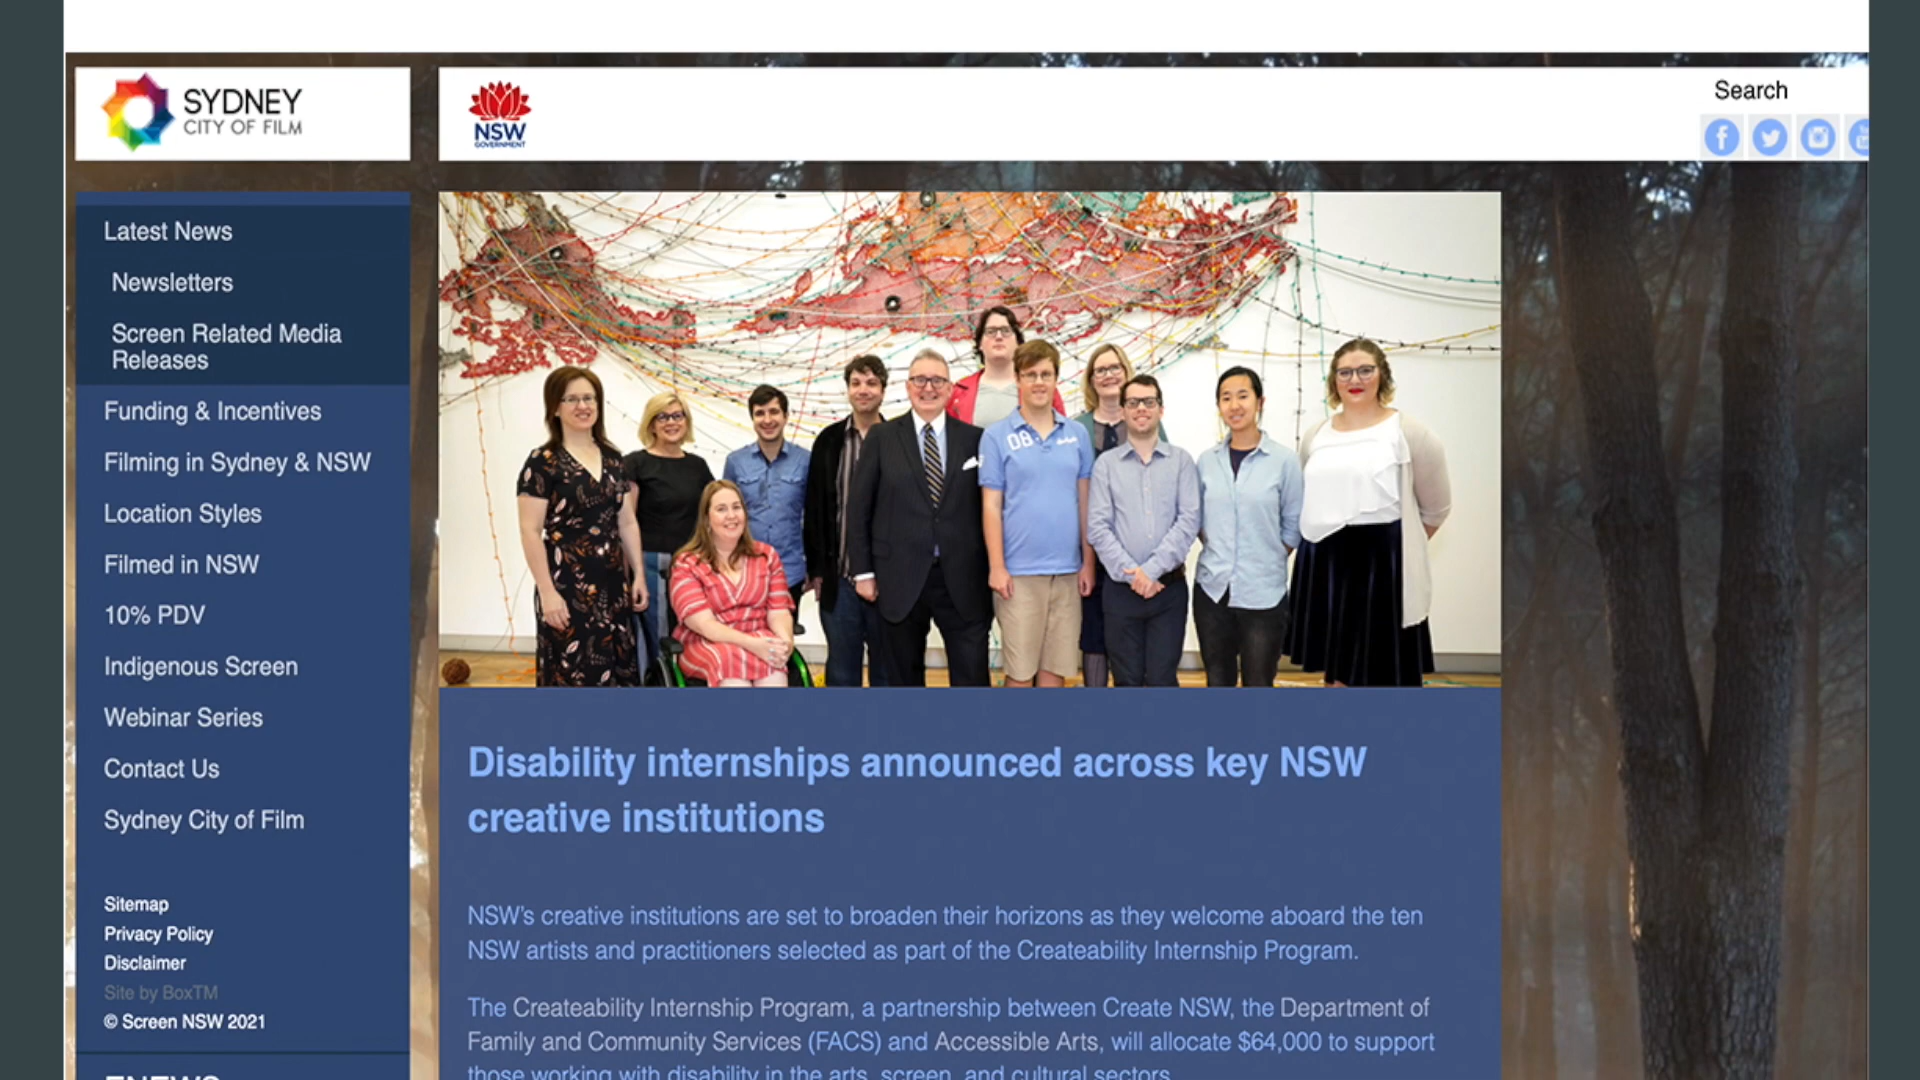 SYDNEY
CITY OF FILM
NSW
GOVERNMENT
Search
Latest News
Newsletters
Screen Related Media
Releases
Funding & Incentives
Filming in Sydney & NSW
Location Styles
Filmed in NSW
10% PDV
Indigenous Screen
Webinar Series
Contact Us
Sydney City of Film
Sitemap
Privacy Policy
Disclaimer
Site by BoxTM
© Screen NSW 2021
ENEWS
Disability internships announced across key NSW
creative institutions
NSW's creative institutions are set to broaden their horizons as they welcome aboard the ten
NSW artists and practitioners selected as part of the Createability Internship Program.
The Createability Internship Program, a partnership between Create NSW, the Department of
Family and Community Services (FACS) and Accessible Arts, will allocate $64,000 to support
those working with disability in the arts, screen, and cultural sectors.